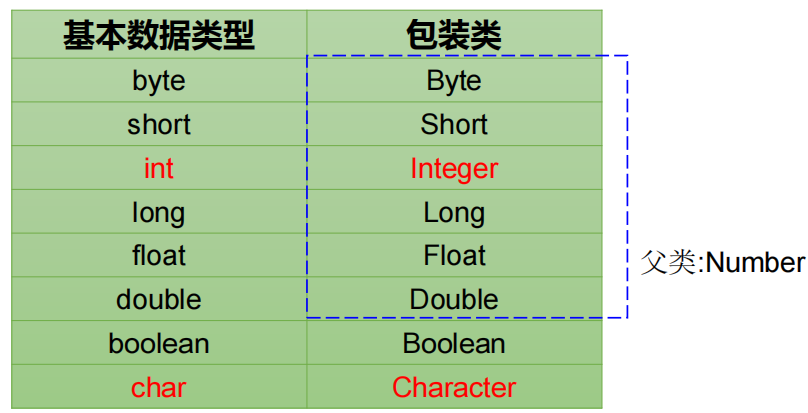 基本数据类型 包装类
byte Byte
short Short
int Integer
long Long
float Float
父类:Number
double Double
boolean Boolean
char Character